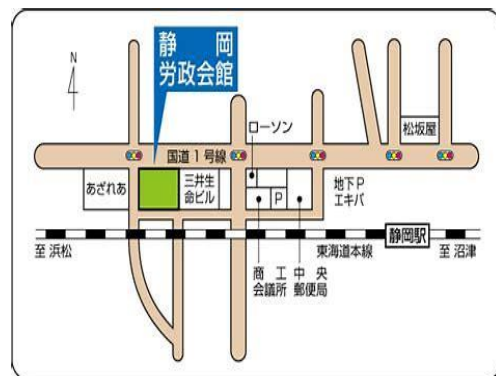 静 岡
労政会館
N
ローソン
松坂屋
国道1号線
あざれあ
三井生
命ビル
P
地下P
エキパ
静岡駅
至 浜松
東海道本線
至 沼津
商 工
会議所
中 央
郵便局